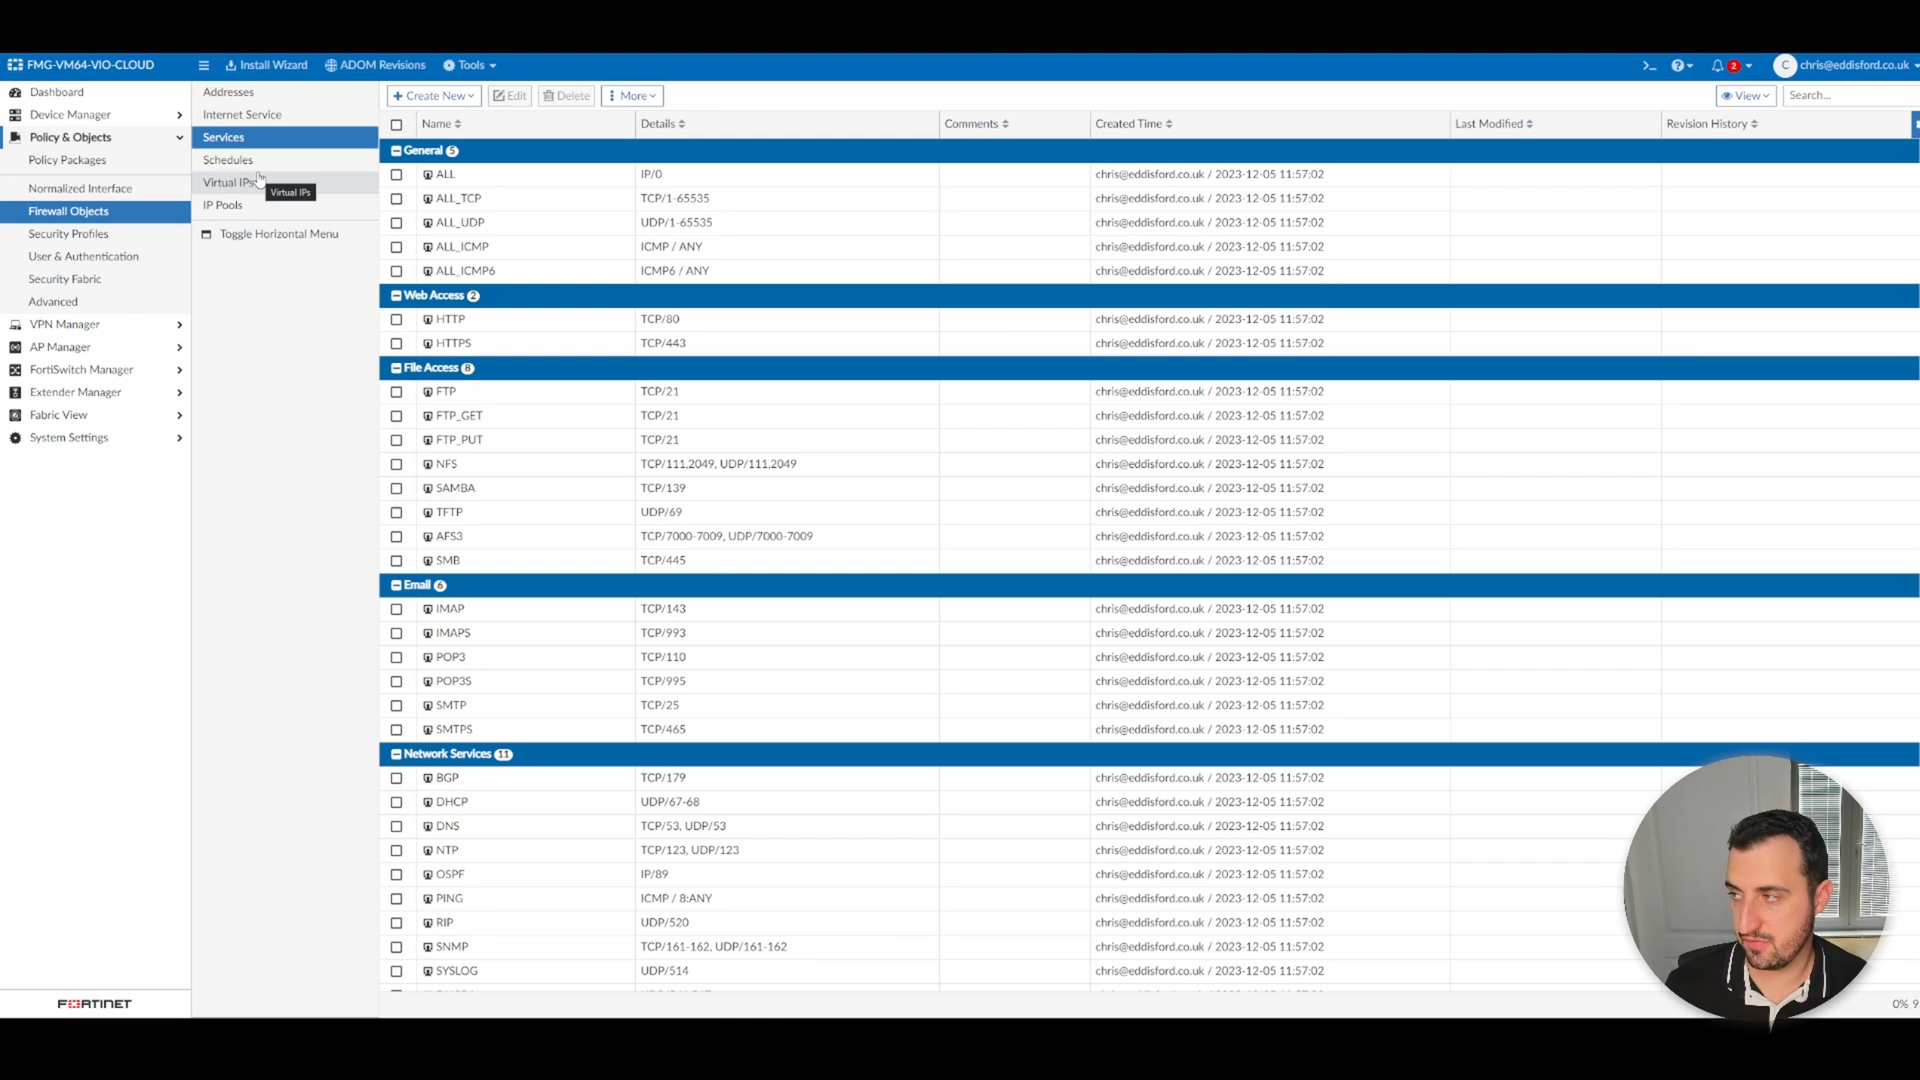 FMG-VM64-VIO-CLOUD
Install Wizard
ADOM Revisions
Tools
2
C
chris@eddisford.co.uk
Dashboard
Device Manager
Policy & Objects
Policy Packages
Normalized Interface
Firewall Objects
Security Profiles
User & Authentication
Security Fabric
Advanced
VPN Manager
AP Manager
FortiSwitch Manager
Extender Manager
Fabric View
System Settings
FORTINET
Addresses
Internet Service
Services
Schedules
Virtual IPs
Virtual IPs
IP Pools
Toggle Horizontal Menu
+ Create New
Edit
Delete
More
View
Search...
Name Details Comments Created Time Last Modified Revision History
General 5
ALL IP/0 chris@eddisford.co.uk / 2023-12-05 11:57:02
ALL_TCP TCP/1-65535 chris@eddisford.co.uk / 2023-12-05 11:57:02
ALL_UDP UDP/1-65535 chris@eddisford.co.uk / 2023-12-05 11:57:02
ALL_ICMP ICMP / ANY chris@eddisford.co.uk / 2023-12-05 11:57:02
ALL_ICMP6 ICMP6 / ANY chris@eddisford.co.uk / 2023-12-05 11:57:02
Web Access 2
HTTP TCP/80 chris@eddisford.co.uk / 2023-12-05 11:57:02
HTTPS TCP/443 chris@eddisford.co.uk / 2023-12-05 11:57:02
File Access 8
FTP TCP/21 chris@eddisford.co.uk / 2023-12-05 11:57:02
FTP_GET TCP/21 chris@eddisford.co.uk / 2023-12-05 11:57:02
FTP_PUT TCP/21 chris@eddisford.co.uk / 2023-12-05 11:57:02
NFS TCP/111,2049, UDP/111,2049 chris@eddisford.co.uk / 2023-12-05 11:57:02
SAMBA TCP/139 chris@eddisford.co.uk / 2023-12-05 11:57:02
TFTP UDP/69 chris@eddisford.co.uk / 2023-12-05 11:57:02
AFS3 TCP/7000-7009, UDP/7000-7009 chris@eddisford.co.uk / 2023-12-05 11:57:02
SMB TCP/445 chris@eddisford.co.uk / 2023-12-05 11:57:02
Email 6
IMAP TCP/143 chris@eddisford.co.uk / 2023-12-05 11:57:02
IMAPS TCP/993 chris@eddisford.co.uk / 2023-12-05 11:57:02
POP3 TCP/110 chris@eddisford.co.uk / 2023-12-05 11:57:02
POP3S TCP/995 chris@eddisford.co.uk / 2023-12-05 11:57:02
SMTP TCP/25 chris@eddisford.co.uk / 2023-12-05 11:57:02
SMTPS TCP/465 chris@eddisford.co.uk / 2023-12-05 11:57:02
Network Services 11
BGP TCP/179 chris@eddisford.co.uk / 2023-12-05 11:57:02
DHCP UDP/67-68 chris@eddisford.co.uk / 2023-12-05 11:57:02
DNS TCP/53, UDP/53 chris@eddisford.co.uk / 2023-12-05 11:57:02
NTP TCP/123, UDP/123 chris@eddisford.co.uk / 2023-12-05 11:57:02
OSPF IP/89 chris@eddisford.co.uk / 2023-12-05 11:57:02
PING ICMP / 8:ANY chris@eddisford.co.uk / 2023-12-05 11:57:02
RIP UDP/520 chris@eddisford.co.uk / 2023-12-05 11:57:02
SNMP TCP/161-162, UDP/161-162 chris@eddisford.co.uk / 2023-12-05 11:57:02
SYSLOG UDP/514 chris@eddisford.co.uk / 2023-12-05 11:57:02
0% 9